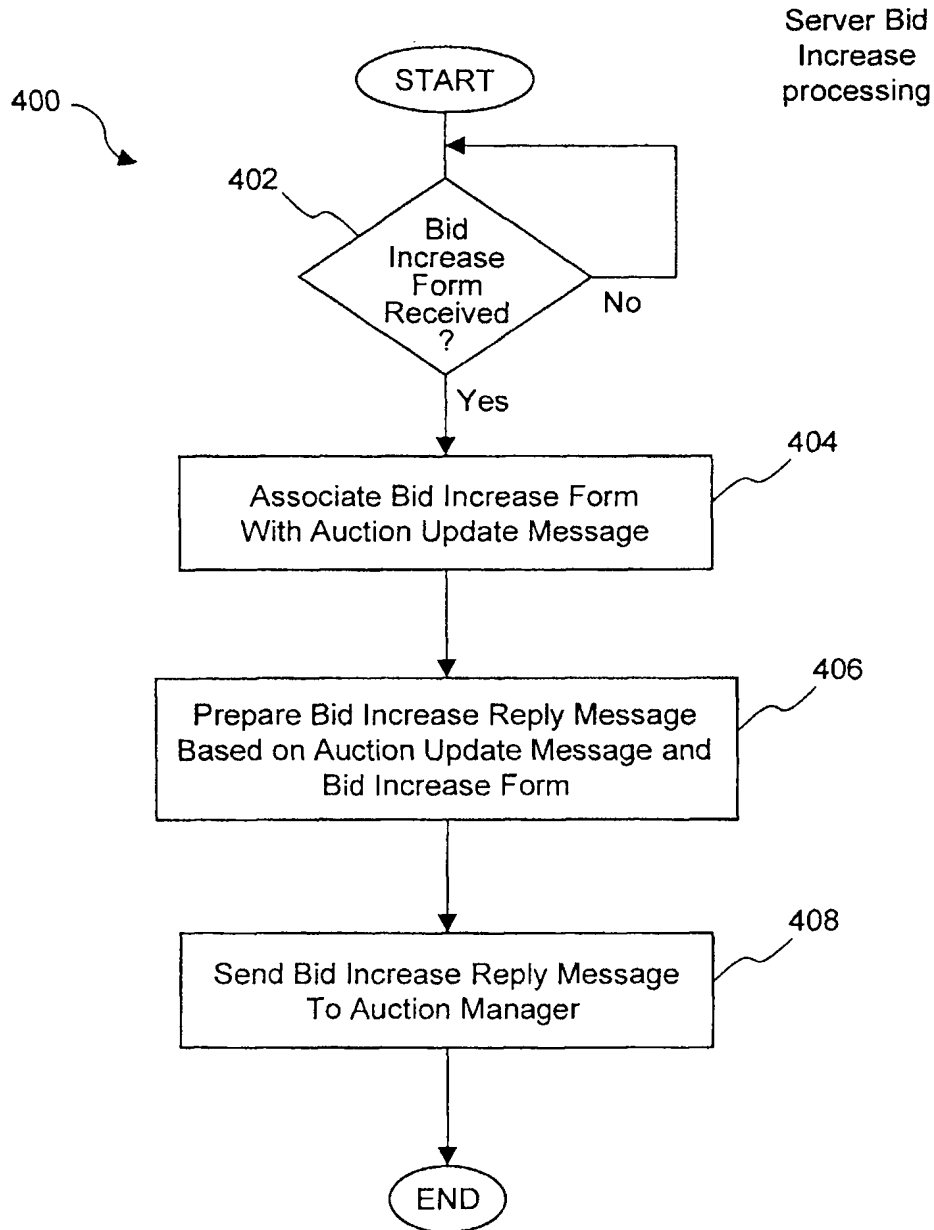 Server Bid
Increase
processing
START
400
402
Bid
Increase
Form
Received
?
No
Yes
404
Associate Bid Increase Form
With Auction Update Message
406
Prepare Bid Increase Reply Message
Based on Auction Update Message and
Bid Increase Form
408
Send Bid Increase Reply Message
To Auction Manager
END